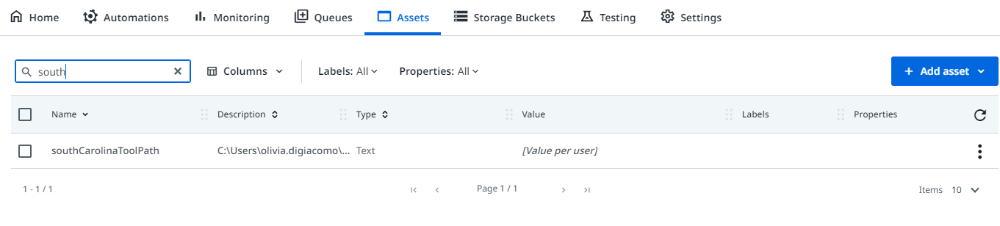 Home Automations Monitoring Queues Assets Storage Buckets Testing Settings
south Columns Labels: All Properties: All + Add asset
Name Description Type Value Labels Properties
southCarolinaToolPath C:\Users\olivia.digiacomo\... Text [Value per user]
1 - 1 / 1 Page 1 / 1 Items 10